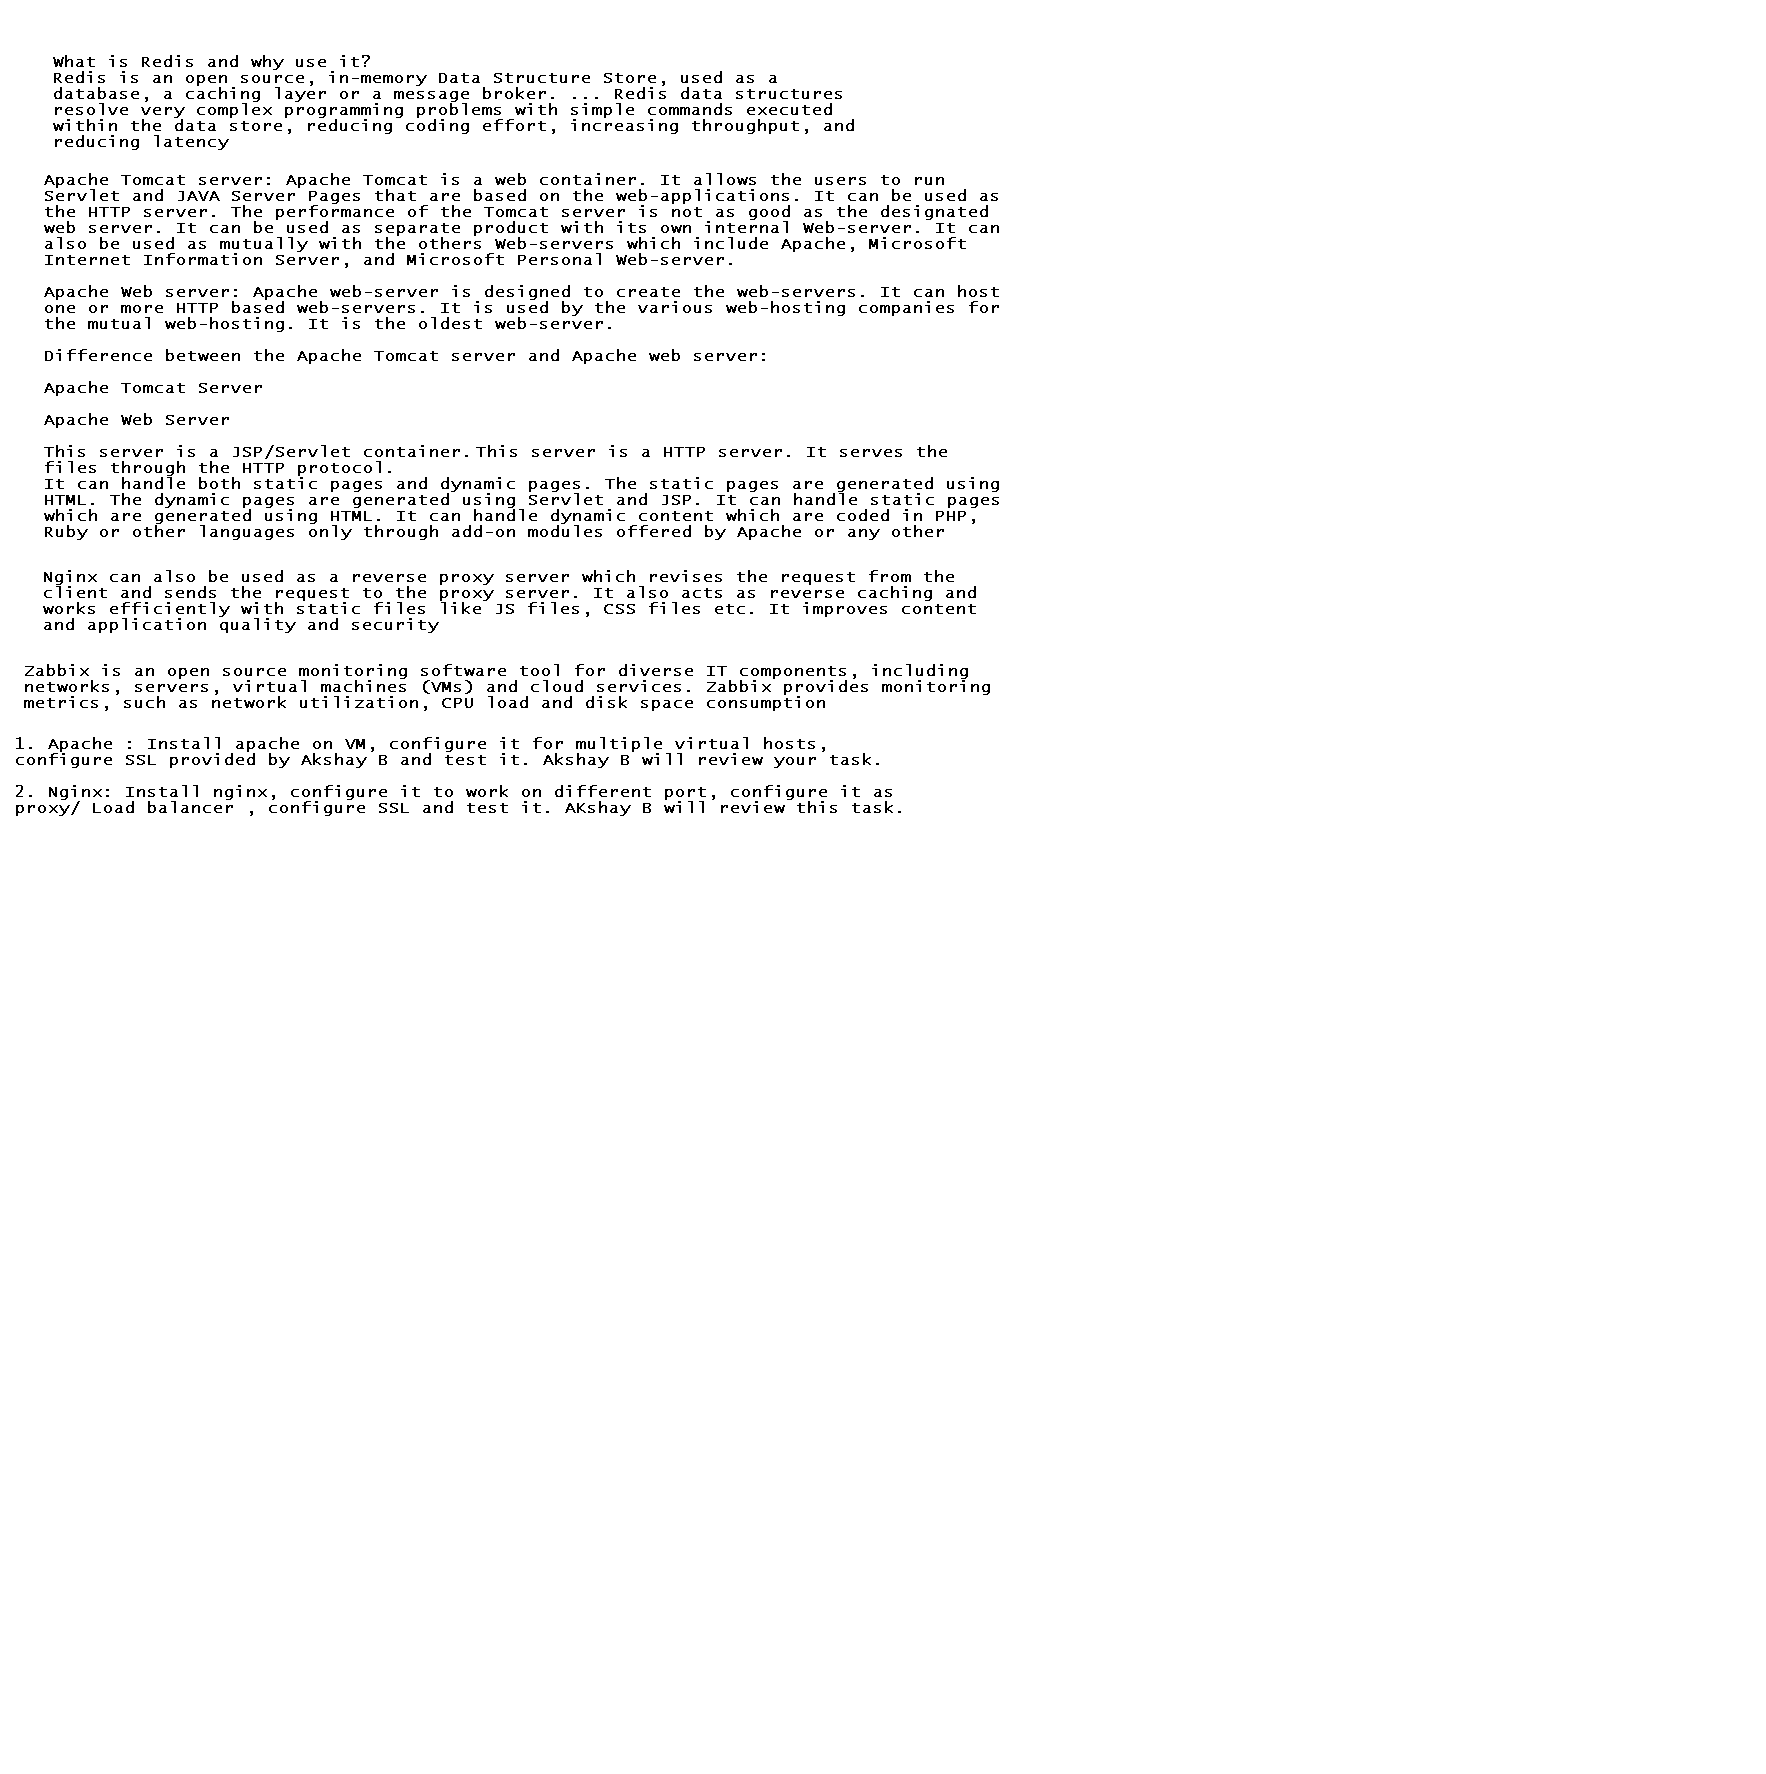 What is Redis and why use it?
Redis is an open source, in-memory Data Structure Store, used as a
database, a caching layer or a message broker. ... Redis data structures
resolve very complex programming problems with simple commands executed
within the data store, reducing coding effort, increasing throughput, and
reducing latency
Apache Tomcat server: Apache Tomcat is a web container. It allows the users to run
Servlet and JAVA Server Pages that are based on the web-applications. It can be used as
the HTTP server. The performance of the Tomcat server is not as good as the designated
web server. It can be used as separate product with its own internal Web-server. It can
also be used as mutually with the others Web-servers which include Apache, Microsoft
Internet Information Server, and Microsoft Personal Web-server.
Apache Web server: Apache web-server is designed to create the web-servers. It can host
one or more HTTP based web-servers. It is used by the various web-hosting companies for
the mutual web-hosting. It is the oldest web-server.
Difference between the Apache Tomcat server and Apache web server:
Apache Tomcat Server
Apache Web Server
This server is a JSP/Servlet container. This server is a HTTP server. It serves the
files through the HTTP protocol.
It can handle both static pages and dynamic pages. The static pages are generated using
HTML. The dynamic pages are generated using Servlet and JSP. It can handle static pages
which are generated using HTML. It can handle dynamic content which are coded in PHP,
Ruby or other languages only through add-on modules offered by Apache or any other
Nginx can also be used as a reverse proxy server which revises the request from the
client and sends the request to the proxy server. It also acts as reverse caching and
works efficiently with static files like JS files, CSS files etc. It improves content
and application quality and security
Zabbix is an open source monitoring software tool for diverse IT components, including
networks, servers, virtual machines (VMs) and cloud services. Zabbix provides monitoring
metrics, such as network utilization, CPU load and disk space consumption
1. Apache : Install apache on VM, configure it for multiple virtual hosts,
configure SSL provided by Akshay B and test it. Akshay B will review your task.
2. Nginx: Install nginx, configure it to work on different port, configure it as
proxy/ Load balancer , configure SSL and test it. AKshay B will review this task.